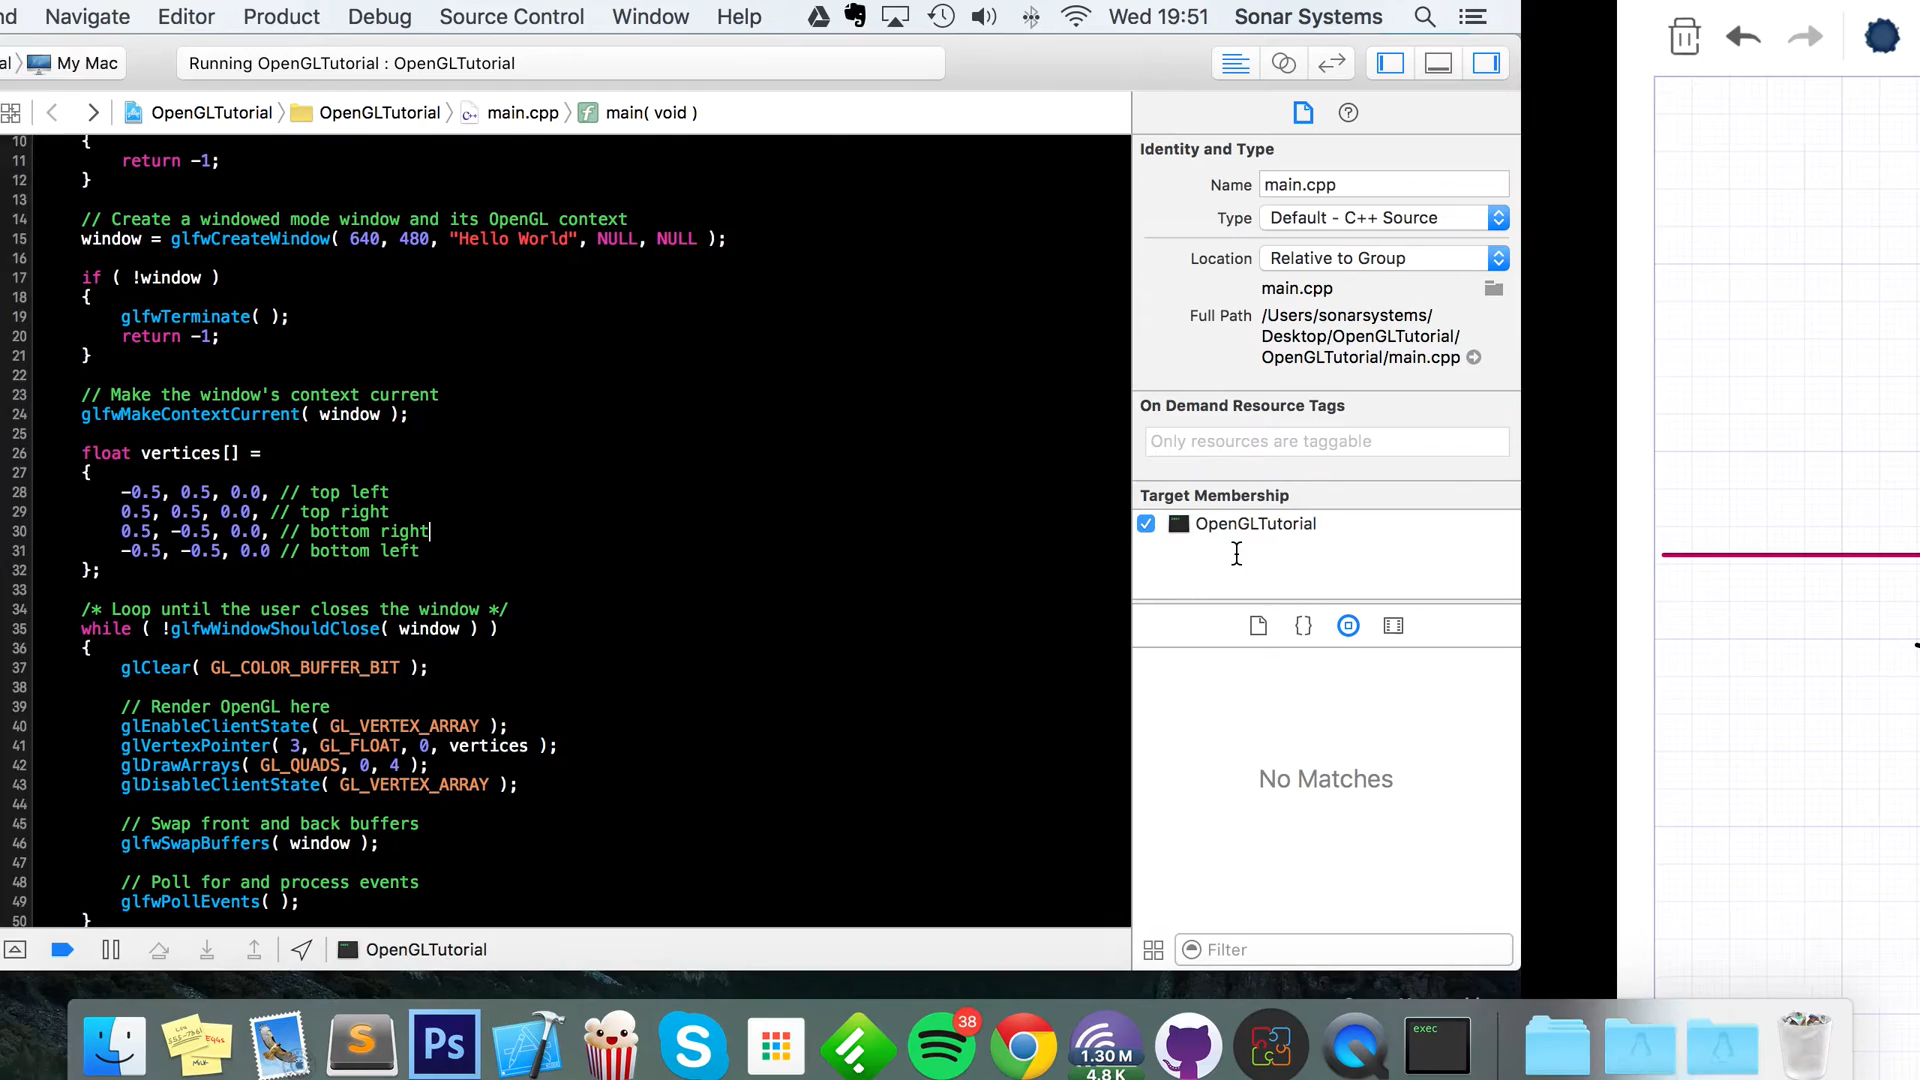 nd Navigate Editor Product Debug Source Control Window Help Wed 19:51 Sonar Systems
al My Mac Running OpenGLTutorial : OpenGLTutorial
OpenGLTutorial OpenGLTutorial main.cpp main( void )
10 {
11 return -1;
12 }
13
14 // Create a windowed mode window and its OpenGL context
15 window = glfwCreateWindow( 640, 480, "Hello World", NULL, NULL );
16
17 if ( !window )
18 {
19 glfwTerminate( );
20 return -1;
21 }
22
23 // Make the window's context current
24 glfwMakeContextCurrent( window );
25
26 float vertices[] =
27 {
28 -0.5, 0.5, 0.0, // top left
29 0.5, 0.5, 0.0, // top right
30 0.5, -0.5, 0.0, // bottom right
31 -0.5, -0.5, 0.0 // bottom left
32 };
33
34 /* Loop until the user closes the window */
35 while ( !glfwWindowShouldClose( window ) )
36 {
37 glClear( GL_COLOR_BUFFER_BIT );
38
39 // Render OpenGL here
40 glEnableClientState( GL_VERTEX_ARRAY );
41 glVertexPointer( 3, GL_FLOAT, 0, vertices );
42 glDrawArrays( GL_QUADS, 0, 4 );
43 glDisableClientState( GL_VERTEX_ARRAY );
44
45 // Swap front and back buffers
46 glfwSwapBuffers( window );
47
48 // Poll for and process events
49 glfwPollEvents( );
50 }
OpenGLTutorial
Identity and Type
Name main.cpp
Type Default - C++ Source
Location Relative to Group
main.cpp
Full Path /Users/sonarsystems/
Desktop/OpenGLTutorial/
OpenGLTutorial/main.cpp
On Demand Resource Tags
Only resources are taggable
Target Membership
OpenGLTutorial
{}
No Matches
Filter
Ps
S
38
1.30 M
4.8 K
exec